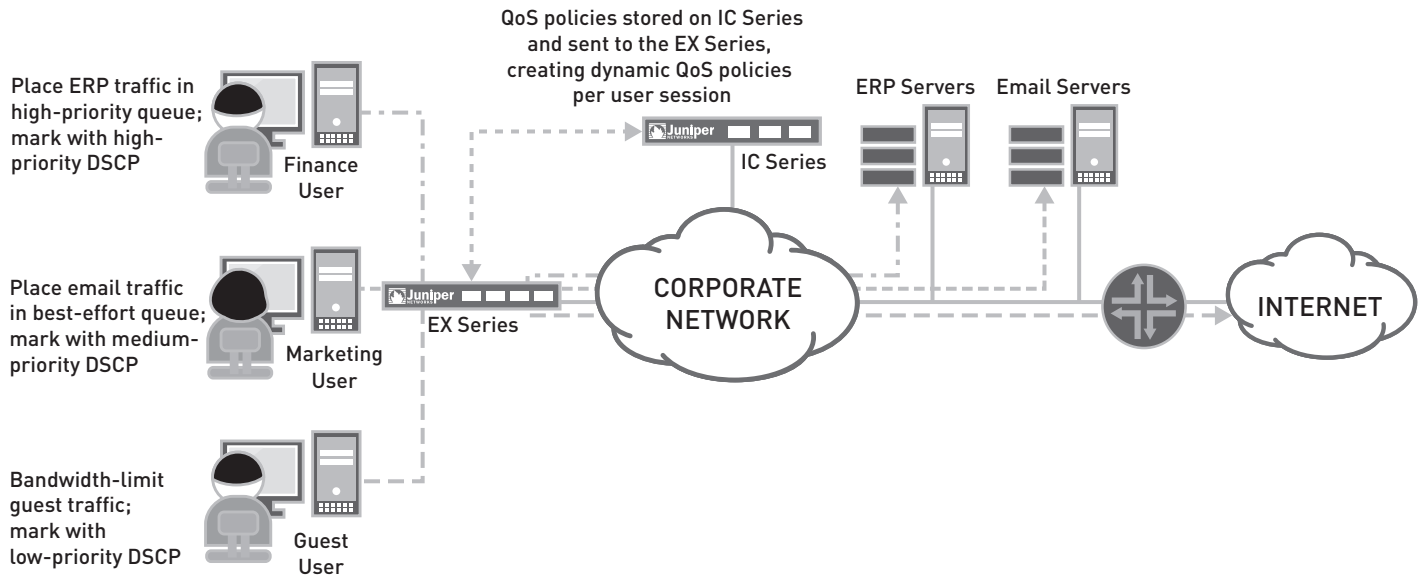 QoS policies stored on IC Series
and sent to the EX Series,
creating dynamic QoS policies
per user session
Place ERP traffic in
high-priority queue;
mark with high-
priority DSCP
Finance
User
Juniper
NETWORKS
IC Series
ERP Servers
Email Servers
Place email traffic
in best-effort queue;
mark with medium-
priority DSCP
Marketing
User
Juniper
NETWORKS
EX Series
CORPORATE
NETWORK
INTERNET
Bandwidth-limit
guest traffic;
mark with
low-priority DSCP
Guest
User